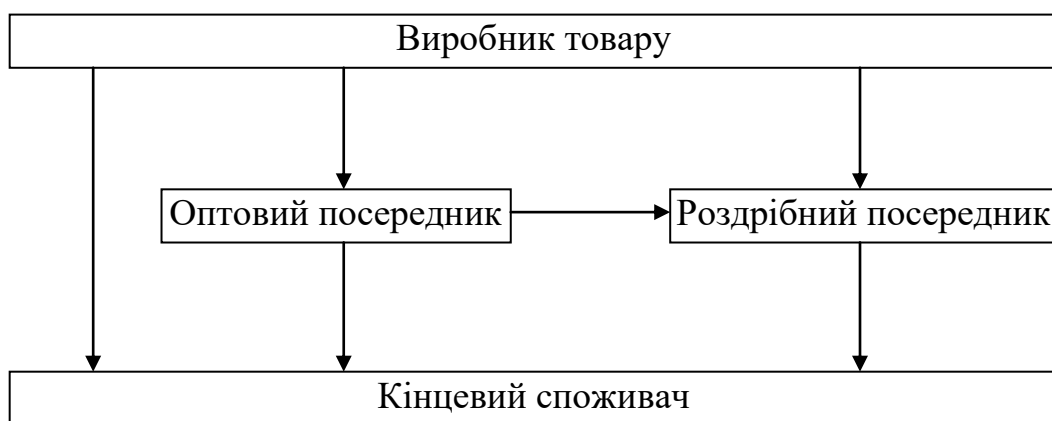 Виробник товару
Оптовий посередник
Роздрібний посередник
Кінцевий споживач